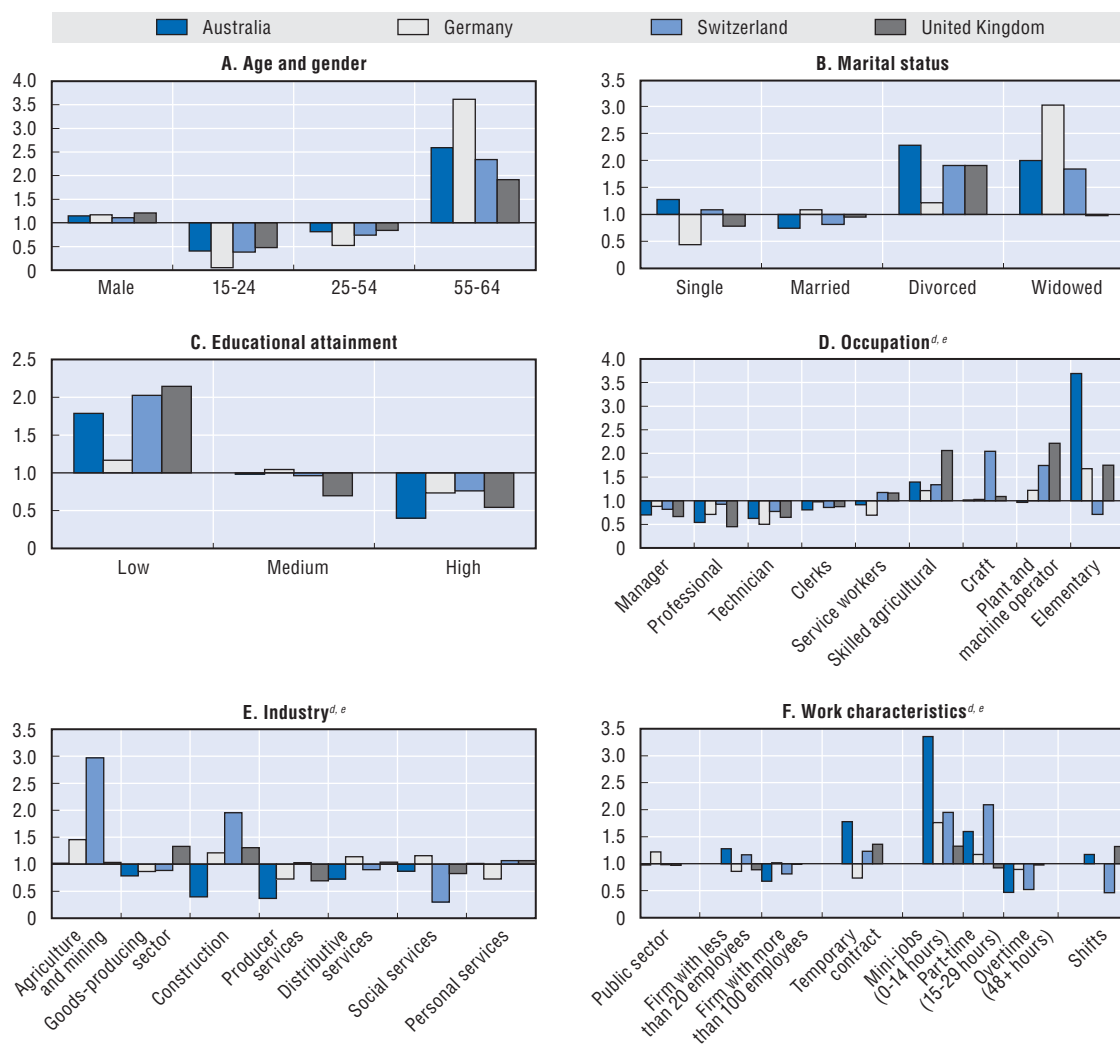 Australia Germany Switzerland United Kingdom
A. Age and gender
4.0
3.5
3.0
2.5
2.0
1.5
1.0
0.5
0
Male 15-24 25-54 55-64
B. Marital status
3.5
3.0
2.5
2.0
1.5
1.0
0.5
0
Single Married Divorced Widowed
C. Educational attainment
2.5
2.0
1.5
1.0
0.5
0
Low Medium High
D. Occupation d, e
4.0
3.5
3.0
2.5
2.0
1.5
1.0
0.5
0
Manager
Professional
Technician
Clerks
Service workers
Skilled agricultural
Craft
Plant and
machine operator
Elementary
E. Industry d, e
3.5
3.0
2.5
2.0
1.5
1.0
0.5
0
Agriculture
and mining
Goods-producing
sector
Construction
Producer
services
Distributive
services
Social services
Personal services
F. Work characteristics d, e
3.5
3.0
2.5
2.0
1.5
1.0
0.5
0
Public sector
Firm with less
than 20 employees
Firm with more
than 100 employees
Temporary
contract
Mini-jobs
(0-14 hours)
Part-time
(15-29 hours)
Overtime
(48+ hours)
Shifts